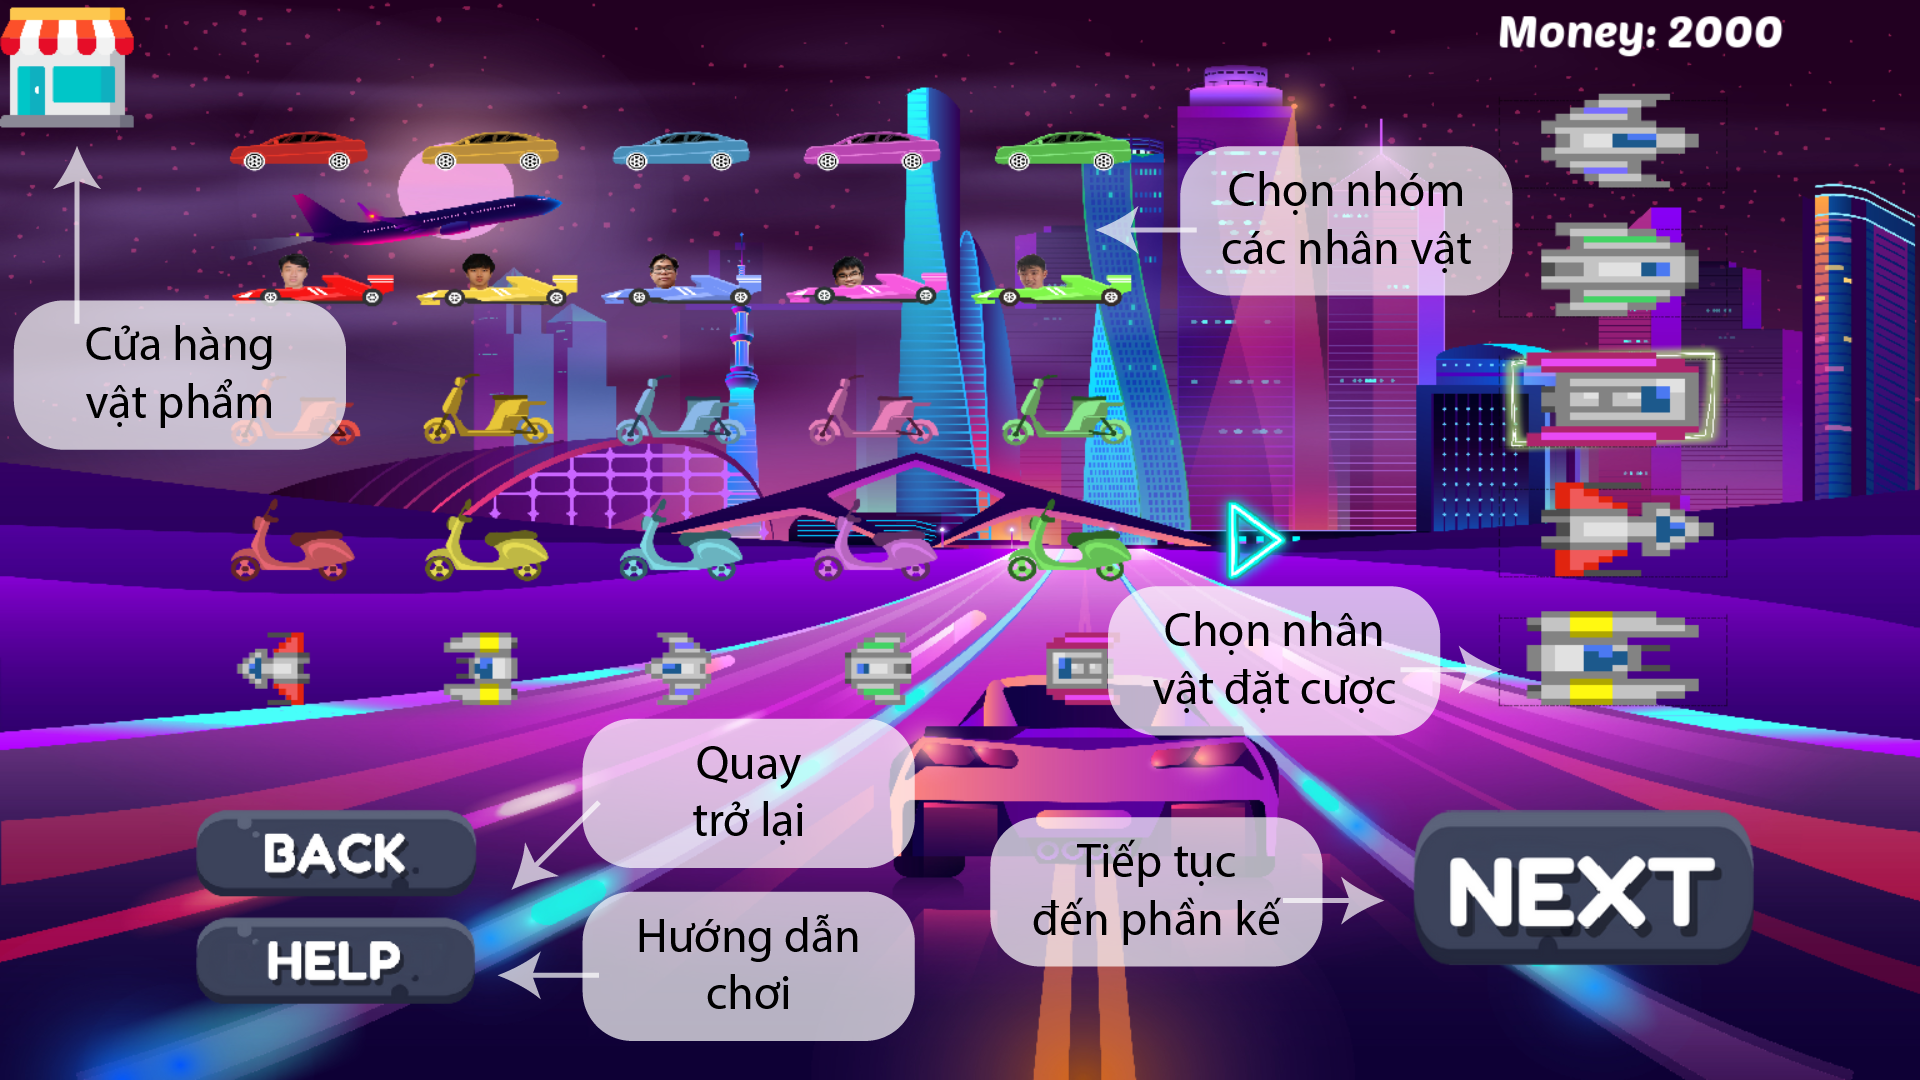 Money: 2000
Chọn nhóm
các nhân vật
Cửa hàng
vật phẩm
Chọn nhân
vật đặt cược
Quay
trở lại
BACK
Tiếp tục
đến phần kế
NEXT
Hướng dẫn
chơi
HELP